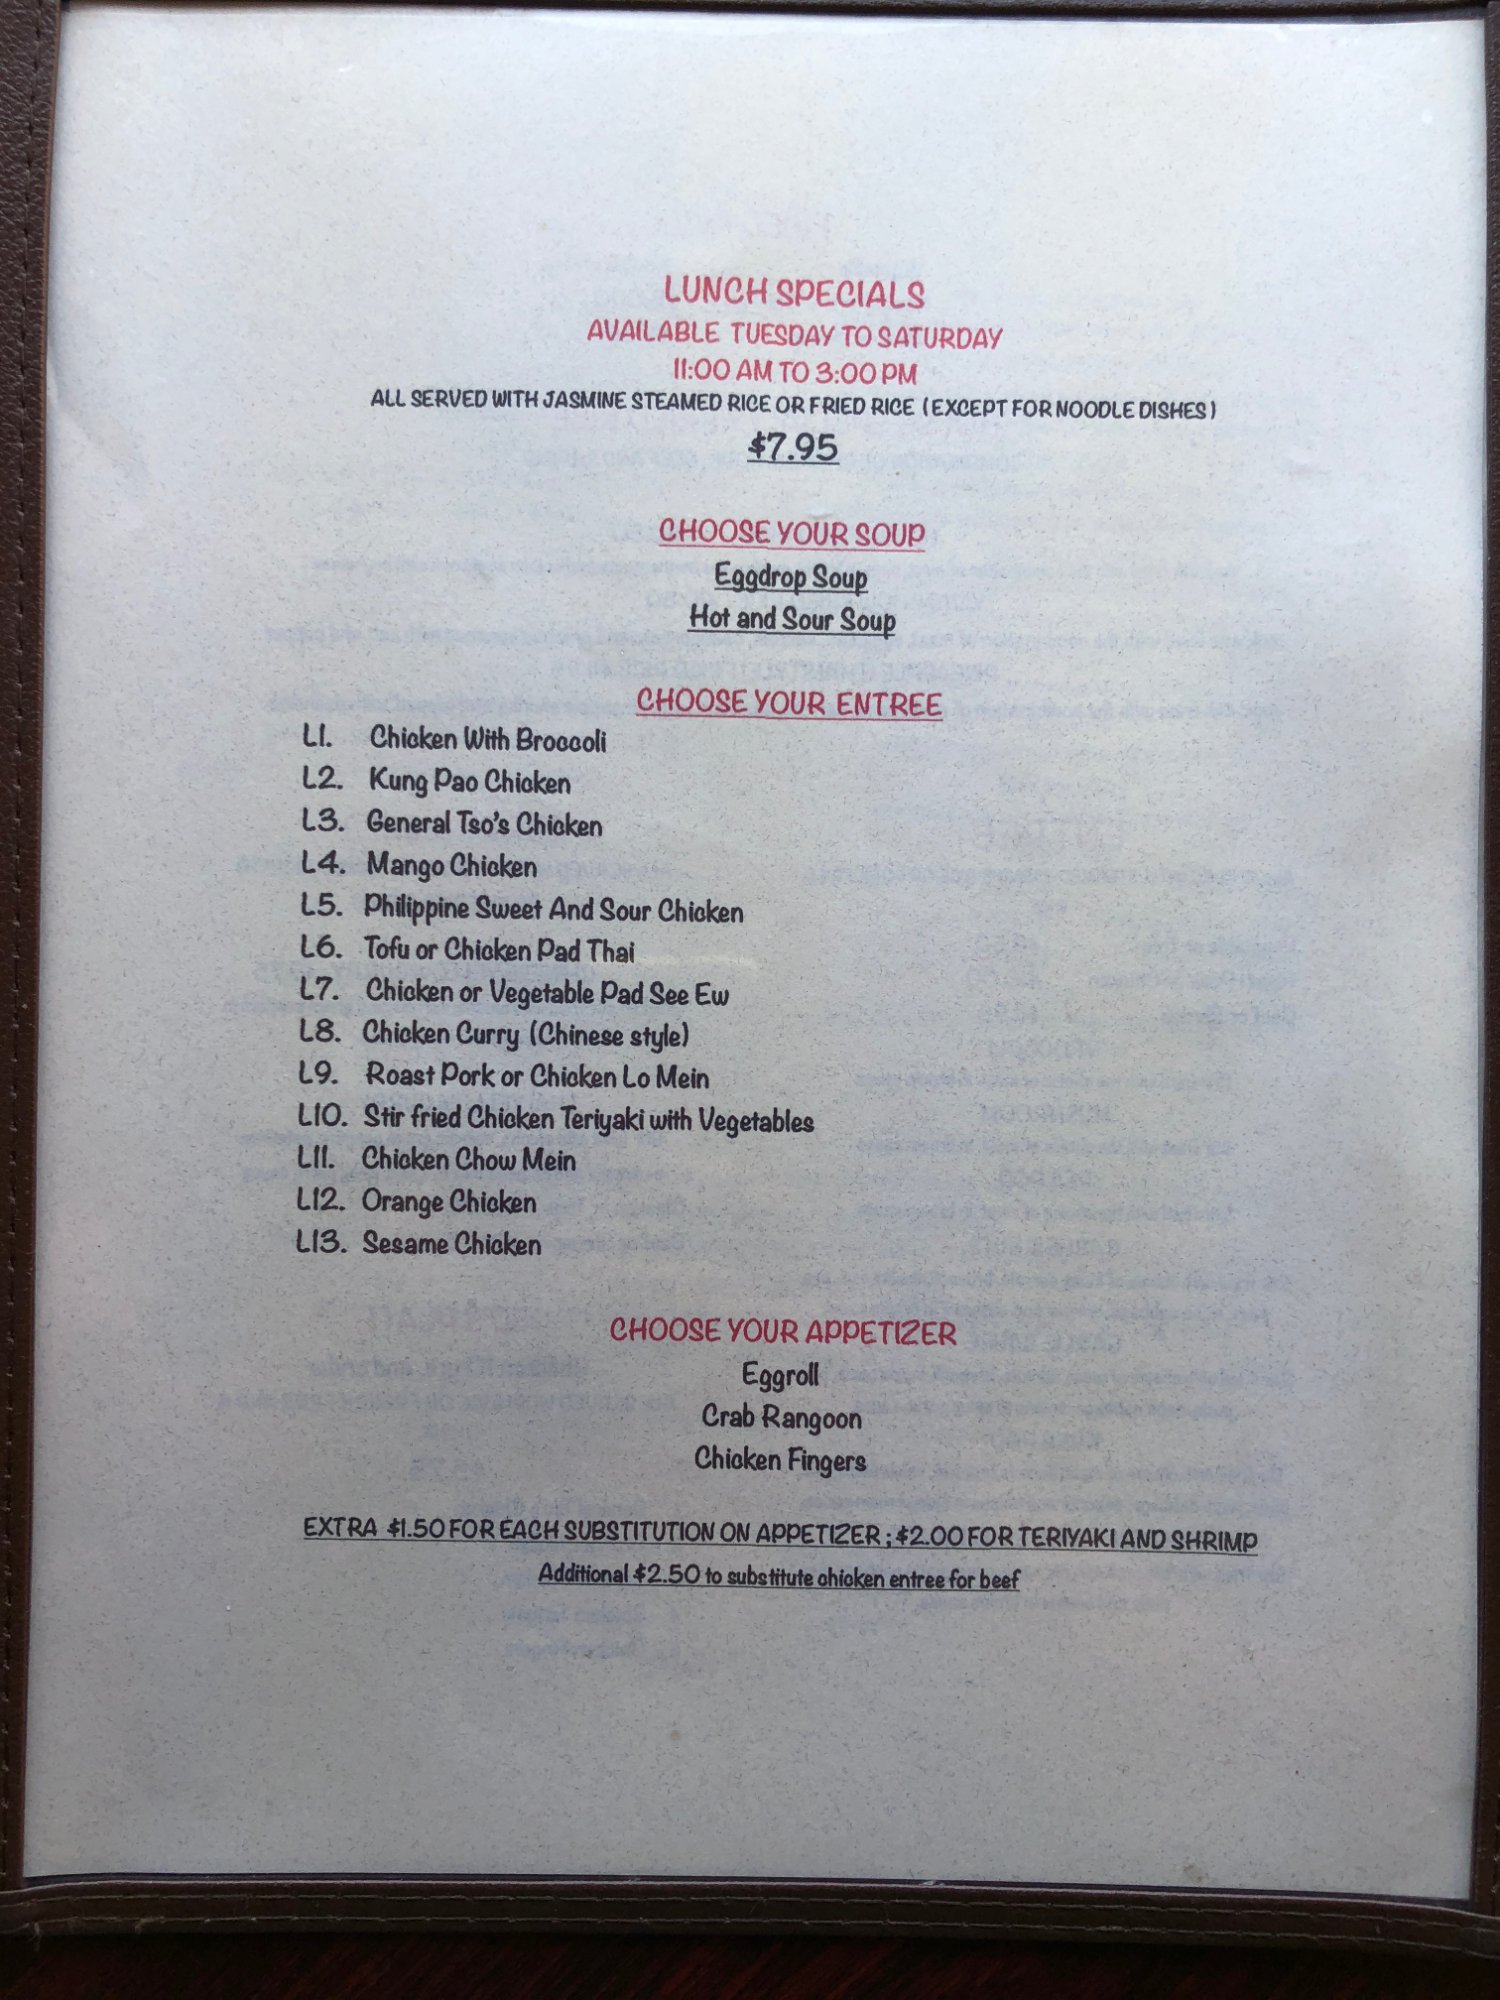 LUNCH SPECIALS
AVAILABLE TUESDAY TO SATURDAY
11:00 AM TO 3:00 PM
ALL SERVED WITH JASMINE STEAMED RICE OR FRIED RICE (EXCEPT FOR NOODLE DISHES)
$7.95
CHOOSE YOUR SOUP
Eggdrop Soup
Hot and Sour Soup
CHOOSE YOUR ENTREE
L1. Chicken With Broccoli
L2. Kung Pao Chicken
L3. General Tso's Chicken
L4. Mango Chicken
L5. Philippine Sweet And Sour Chicken
L6. Tofu or Chicken Pad Thai
L7. Chicken or Vegetable Pad See Ew
L8. Chicken Curry (Chinese style)
L9. Roast Pork or Chicken Lo Mein
L10. Stir fried Chicken Teriyaki with Vegetables
L11. Chicken Chow Mein
L12. Orange Chicken
L13. Sesame Chicken
CHOOSE YOUR APPETIZER
Eggroll
Crab Rangoon
Chicken Fingers
EXTRA $1.50 FOR EACH SUBSTITUTION ON APPETIZER ; $2.00 FOR TERIYAKI AND SHRIMP
Additional $2.50 to substitute chicken entree for beef